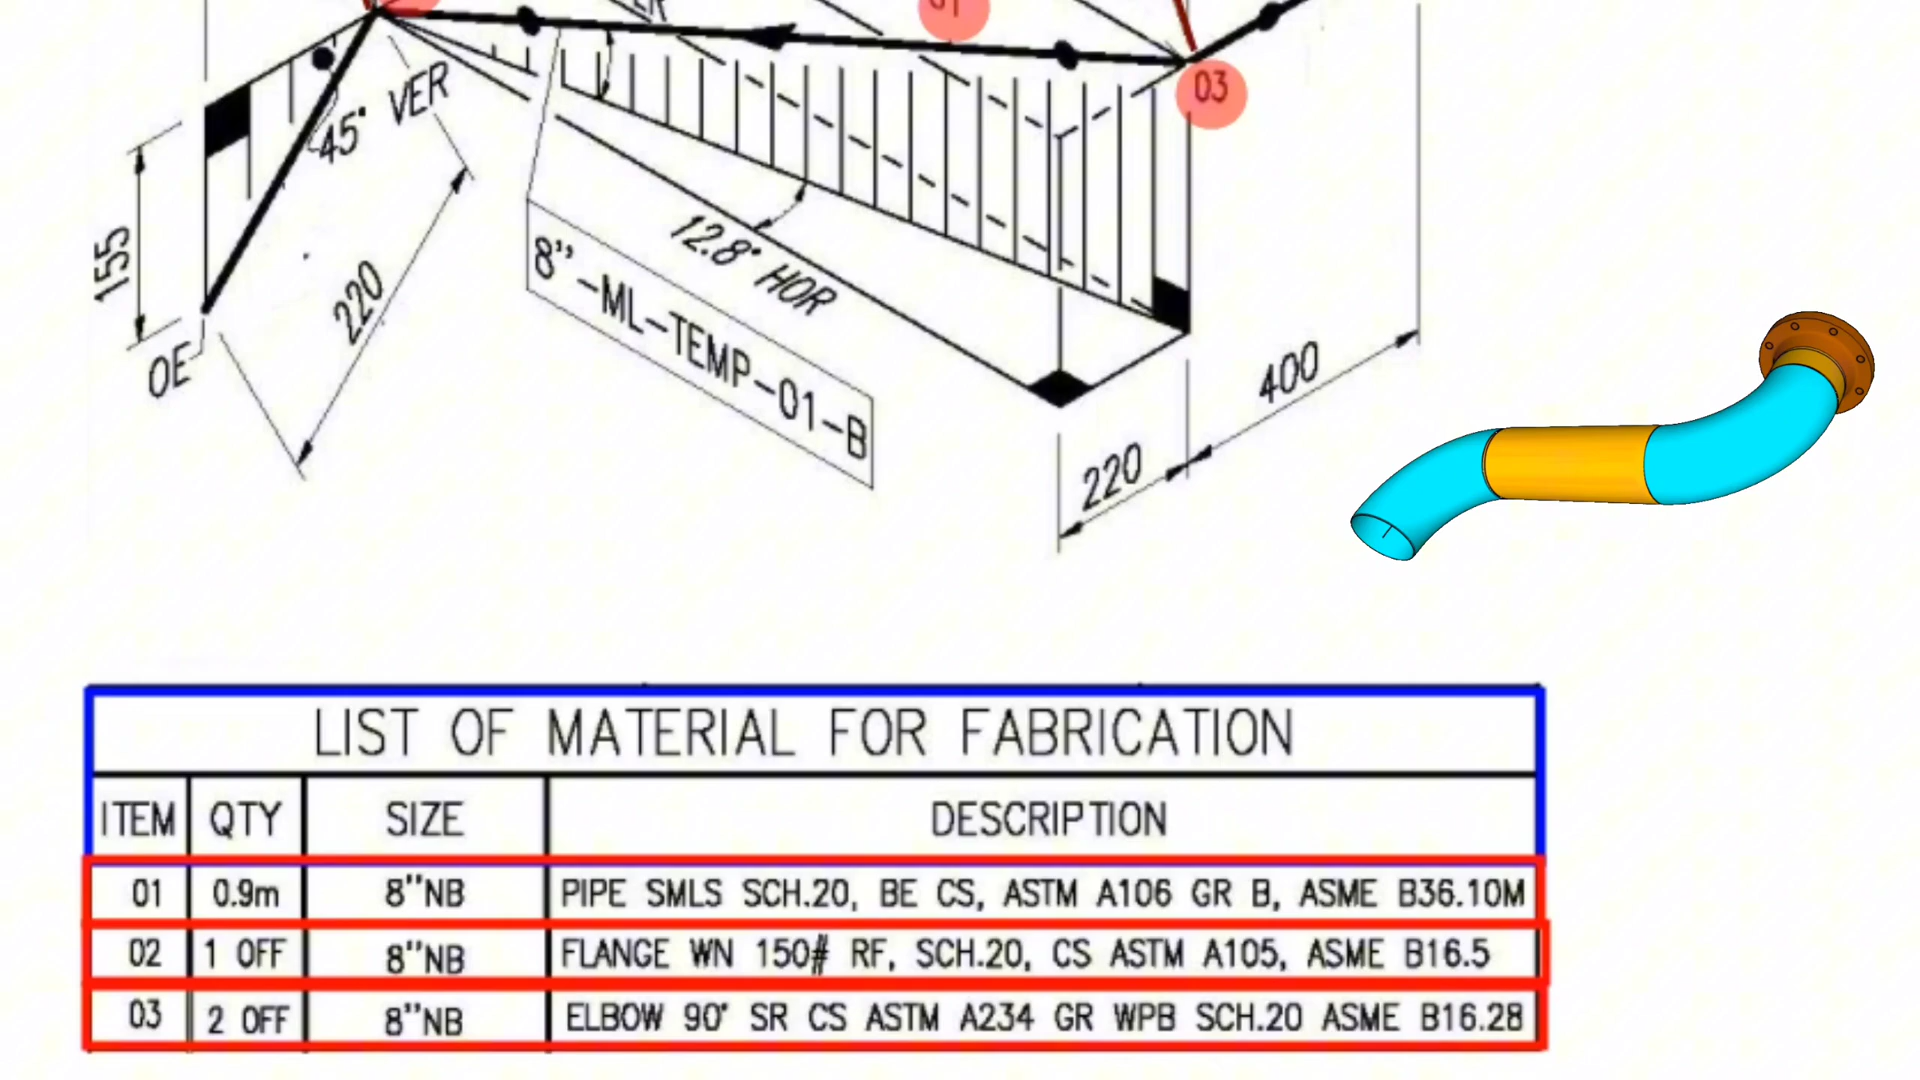 03
45° VER
155
220
12.8° HOR
8”-ML-TEMP-01-B
OE
400
220
LIST OF MATERIAL FOR FABRICATION
ITEM QTY SIZE DESCRIPTION
01 0.9m 8"NB PIPE SMLS SCH.20, BE CS, ASTM A106 GR B, ASME B36.10M
02 1 OFF 8"NB FLANGE WN 150# RF, SCH.20, CS ASTM A105, ASME B16.5
03 2 OFF 8"NB ELBOW 90° SR CS ASTM A234 GR WPB SCH.20 ASME B16.28